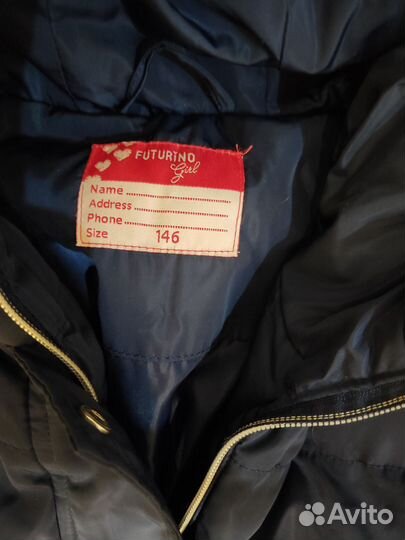 FUTURINO
Girl
Name
Address
Phone
Size 146
Avito